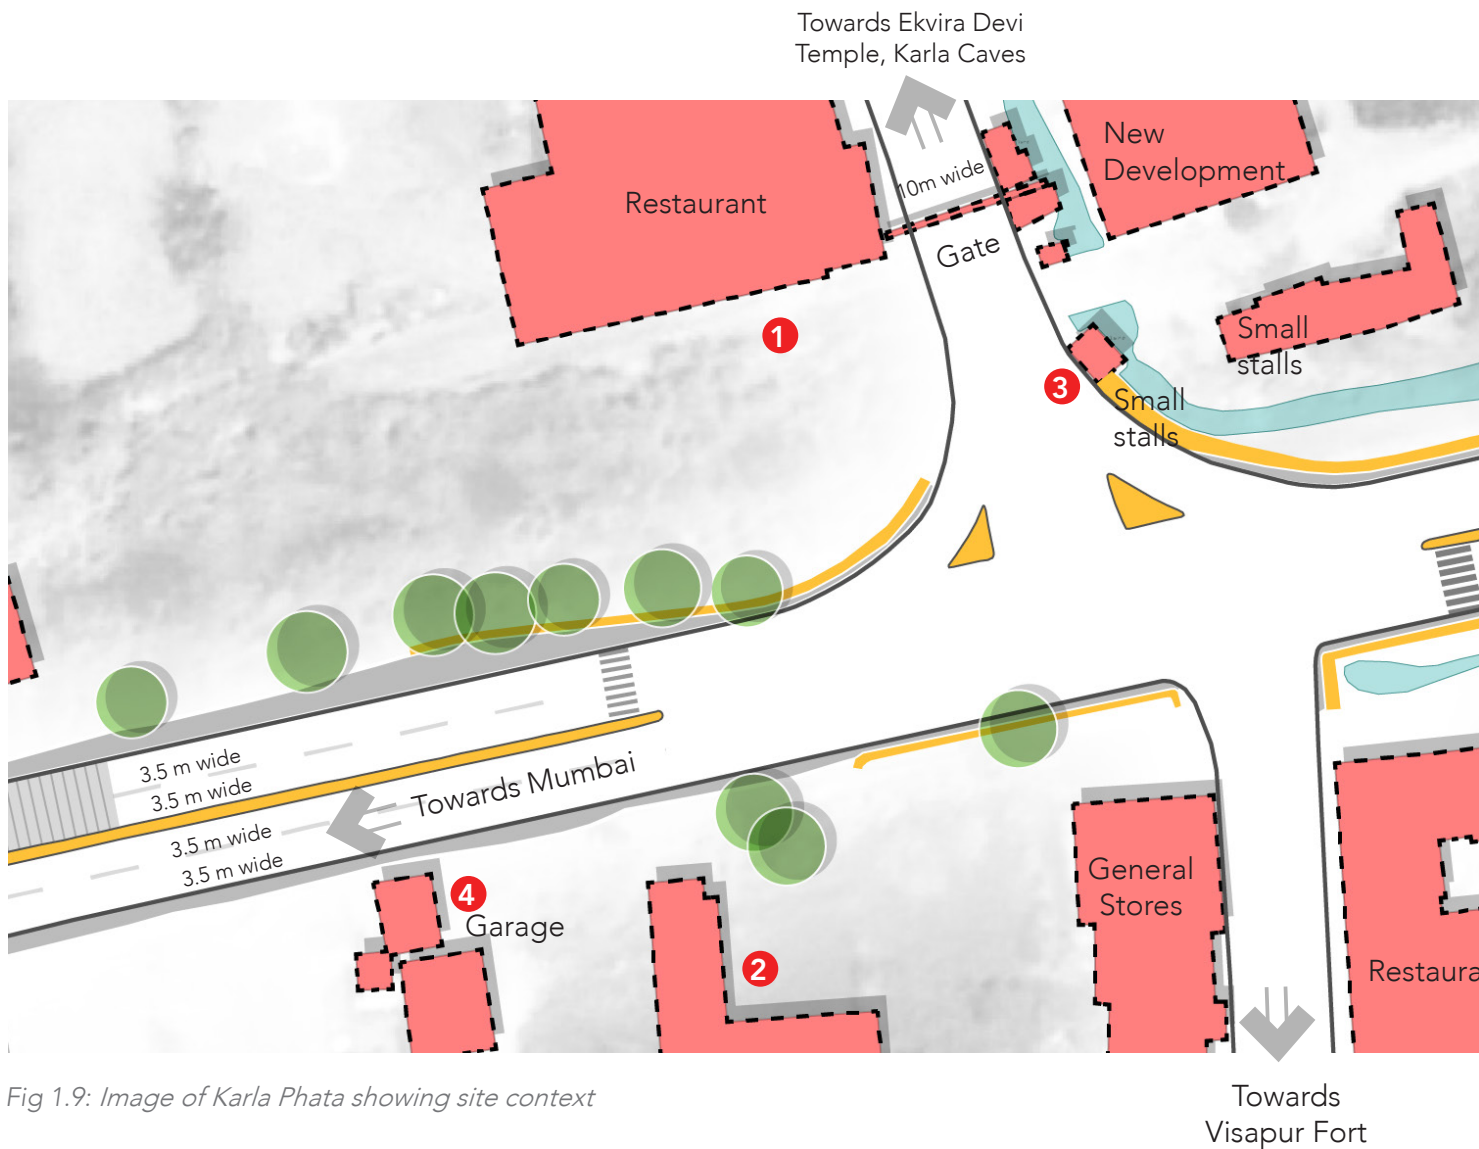 Towards Ekvira Devi
Temple, Karla Caves
New
Development
10m wide
Restaurant
Gate
1
Small
stalls
3
Small
stalls
3.5 m wide
3.5 m wide
Towards Mumbai
3.5 m wide
3.5 m wide
4
Garage
General
Stores
2
Restaura
Towards
Visapur Fort
Fig 1.9: Image of Karla Phata showing site context